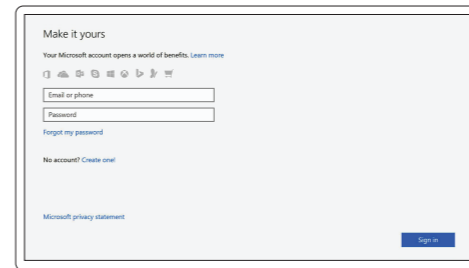 Make it yours
Your Microsoft account opens a world of benefits. Learn more
Email or phone
Password
Forgot my password
No account? Create one!
Microsoft privacy statement
Sign in